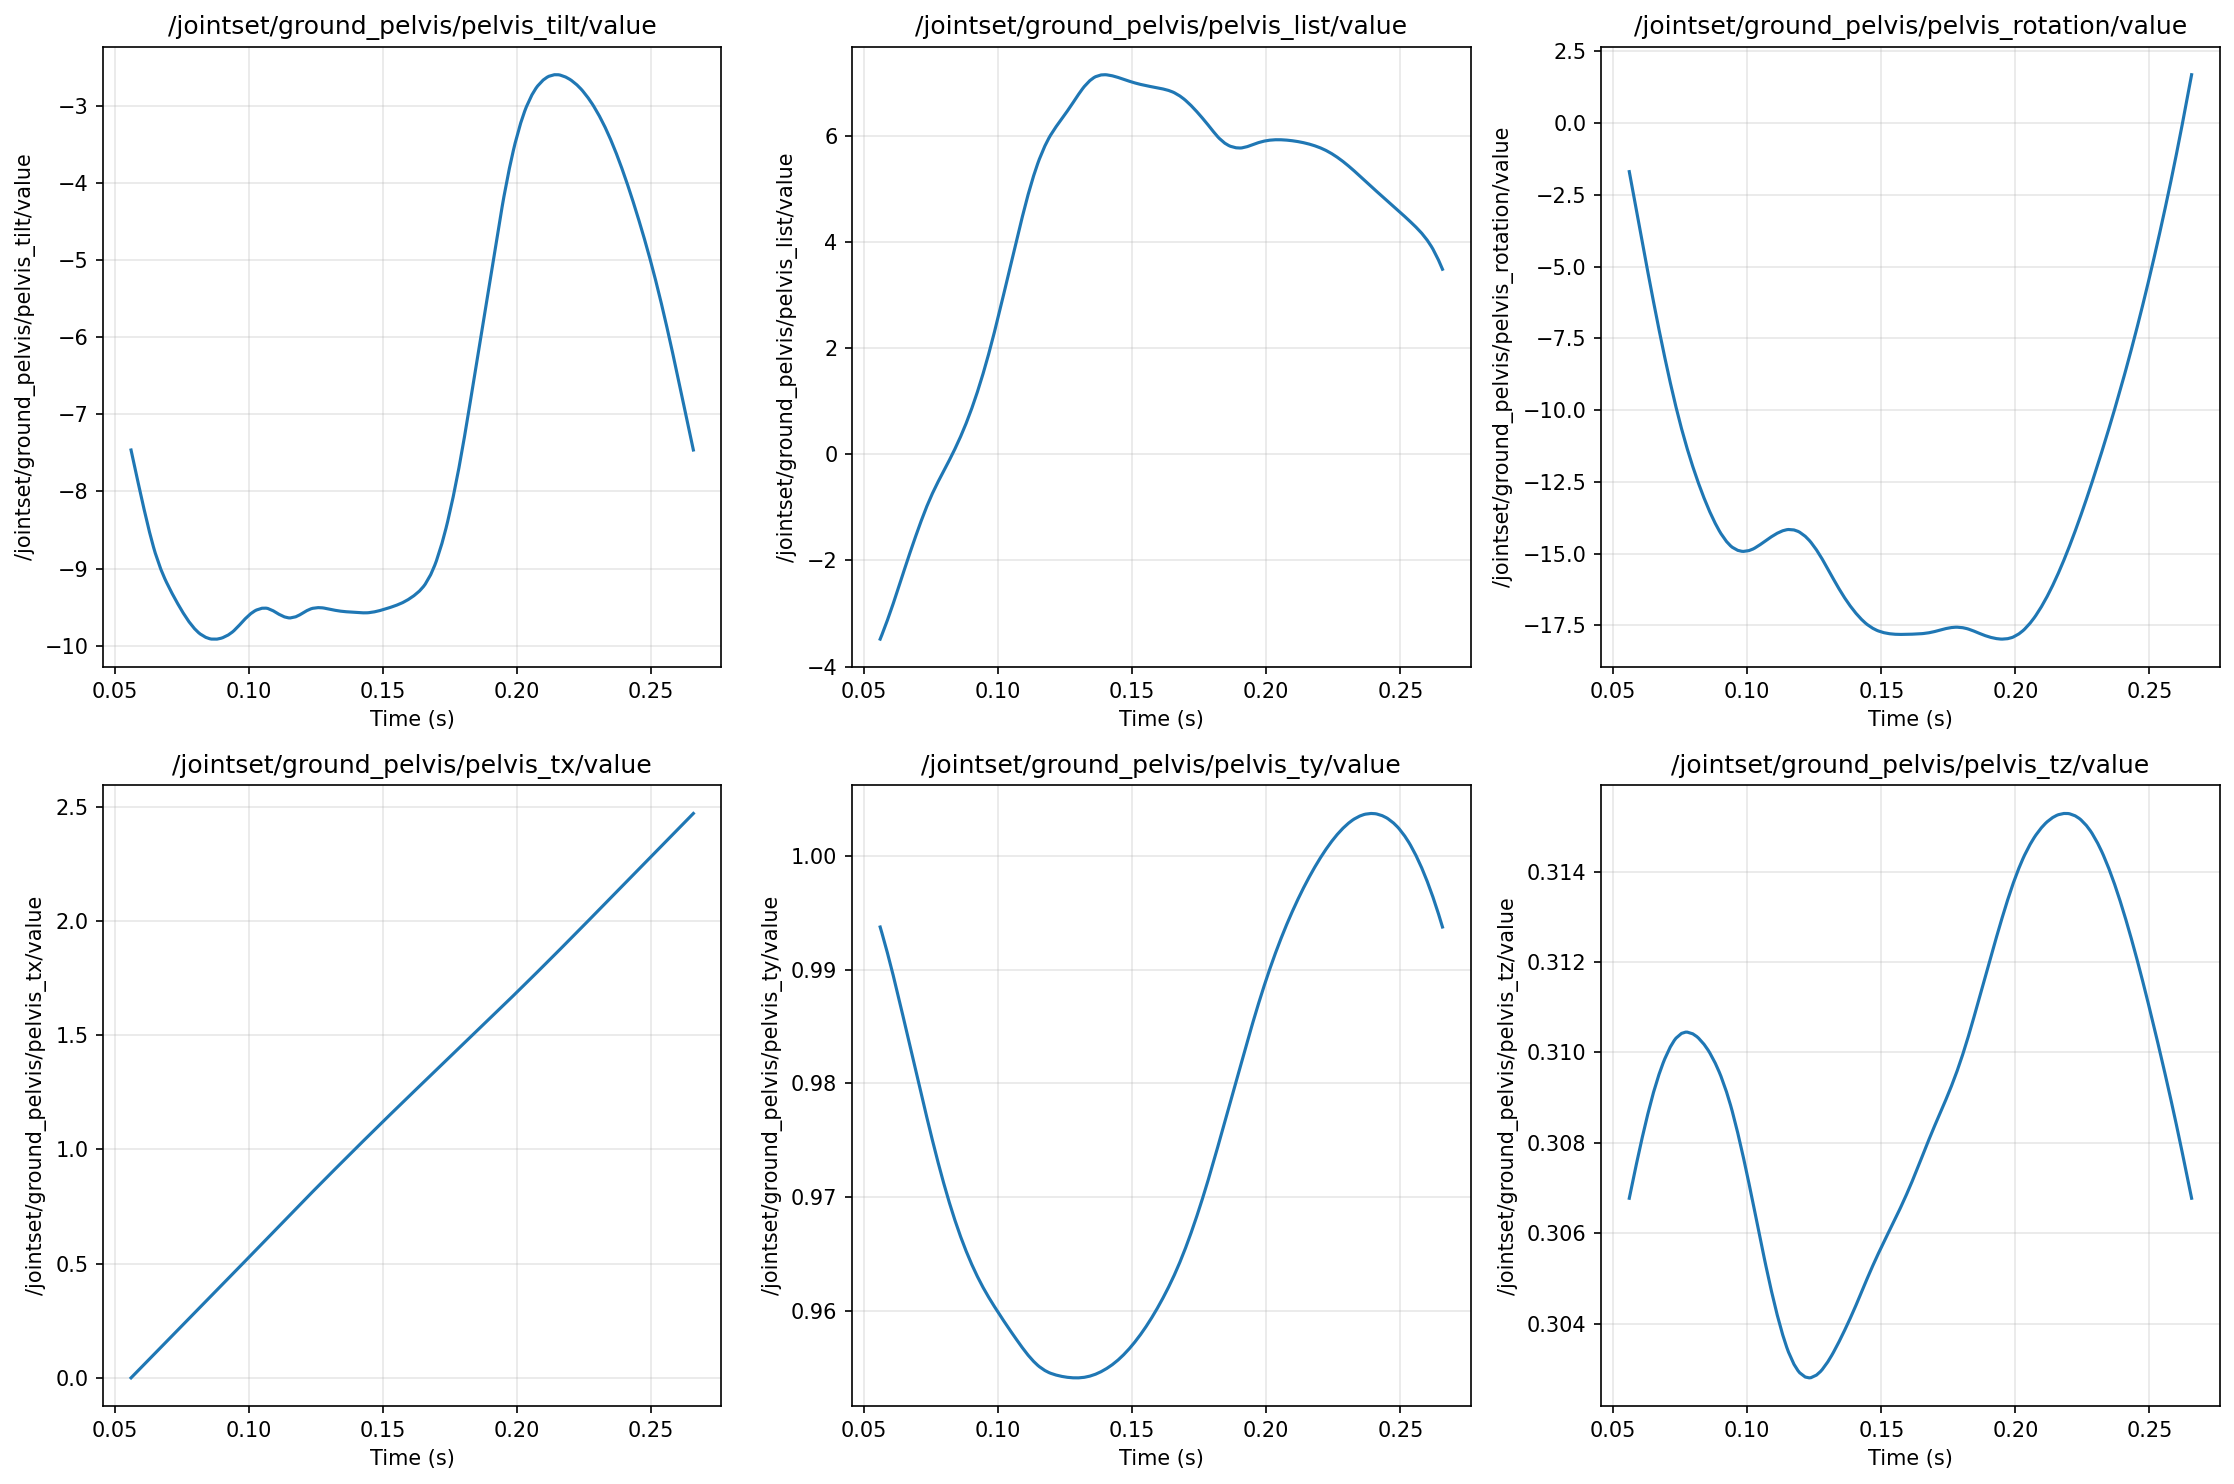 /jointset/ground_pelvis/pelvis_tilt/value
/jointset/ground_pelvis/pelvis_tilt/value
−3
−4
−5
−6
−7
−8
−9
−10
0.05 0.10 0.15 0.20 0.25
Time (s)
/jointset/ground_pelvis/pelvis_list/value
/jointset/ground_pelvis/pelvis_list/value
6
4
2
0
−2
−4
0.05 0.10 0.15 0.20 0.25
Time (s)
/jointset/ground_pelvis/pelvis_rotation/value
/jointset/ground_pelvis/pelvis_rotation/value
2.5
0.0
−2.5
−5.0
−7.5
−10.0
−12.5
−15.0
−17.5
0.05 0.10 0.15 0.20 0.25
Time (s)
/jointset/ground_pelvis/pelvis_tx/value
/jointset/ground_pelvis/pelvis_tx/value
2.5
2.0
1.5
1.0
0.5
0.0
0.05 0.10 0.15 0.20 0.25
Time (s)
/jointset/ground_pelvis/pelvis_ty/value
/jointset/ground_pelvis/pelvis_ty/value
1.00
0.99
0.98
0.97
0.96
0.05 0.10 0.15 0.20 0.25
Time (s)
/jointset/ground_pelvis/pelvis_tz/value
/jointset/ground_pelvis/pelvis_tz/value
0.314
0.312
0.310
0.308
0.306
0.304
0.05 0.10 0.15 0.20 0.25
Time (s)